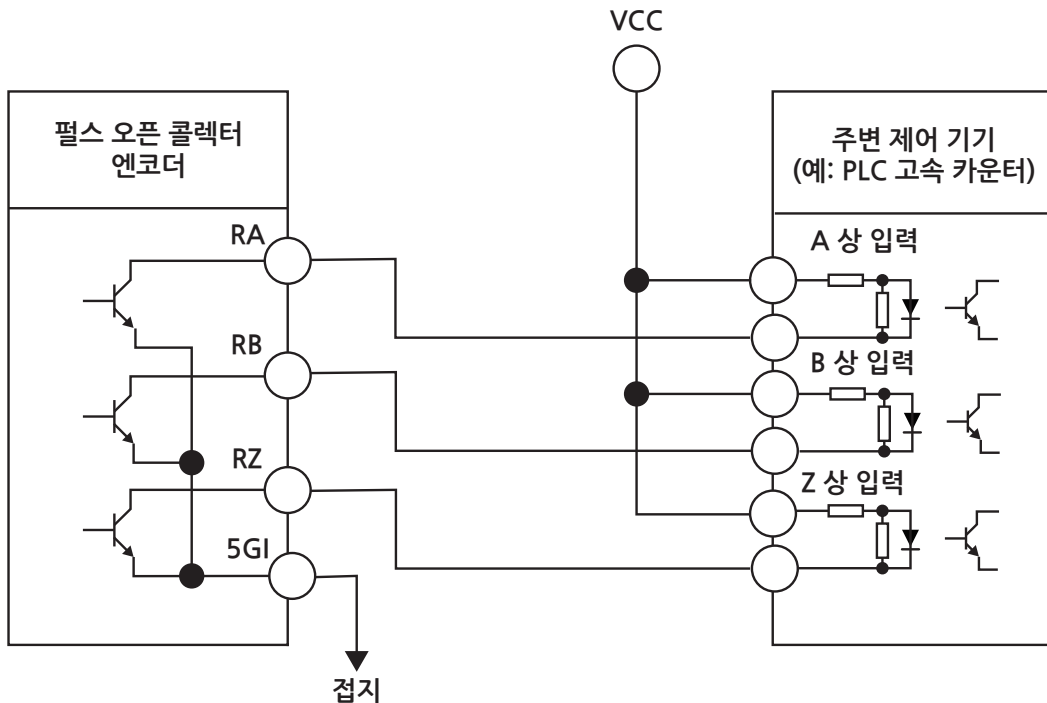 VCC
펄스 오픈 콜렉터
엔코더
주변 제어 기기
(예: PLC 고속 카운터)
RA
A 상 입력
RB
B 상 입력
RZ
Z 상 입력
5GI
접지